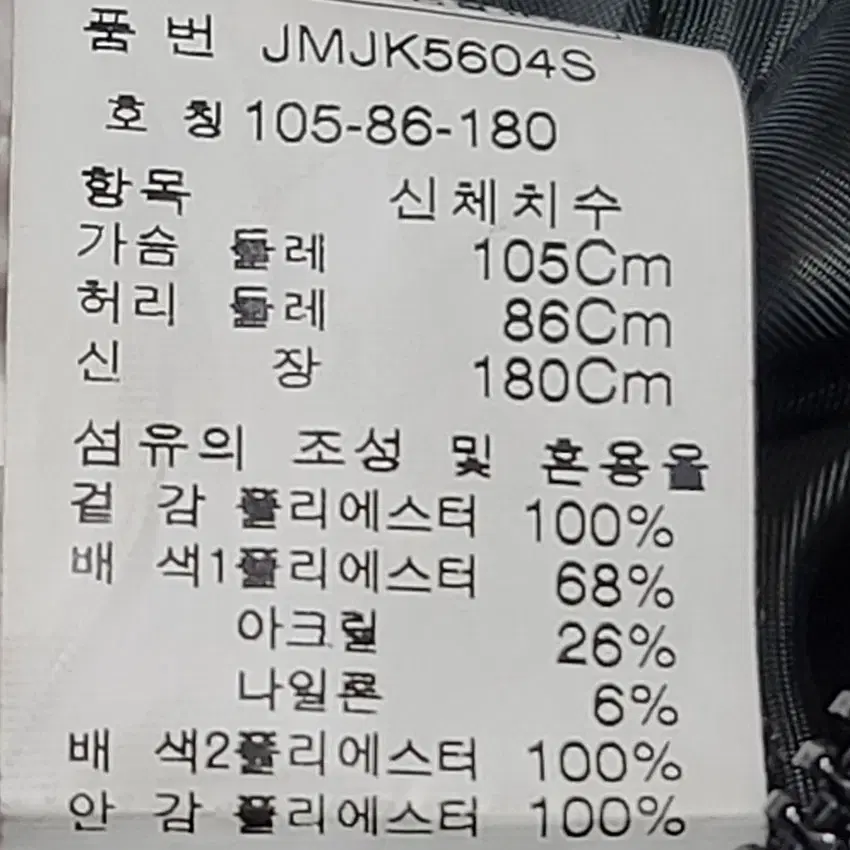 품 번 JMJK5604S
호 칭 105-86-180
항목 신체치수
가슴 둘레 105Cm
허리 둘레 86Cm
신 장 180Cm
섬유의 조성 및 혼용율
겉 감 폴리에스터 100%
배 색1 폴리에스터 68%
아크릴 26%
나일론 6%
배 색2 폴리에스터 100%
안 감 폴리에스터 100%